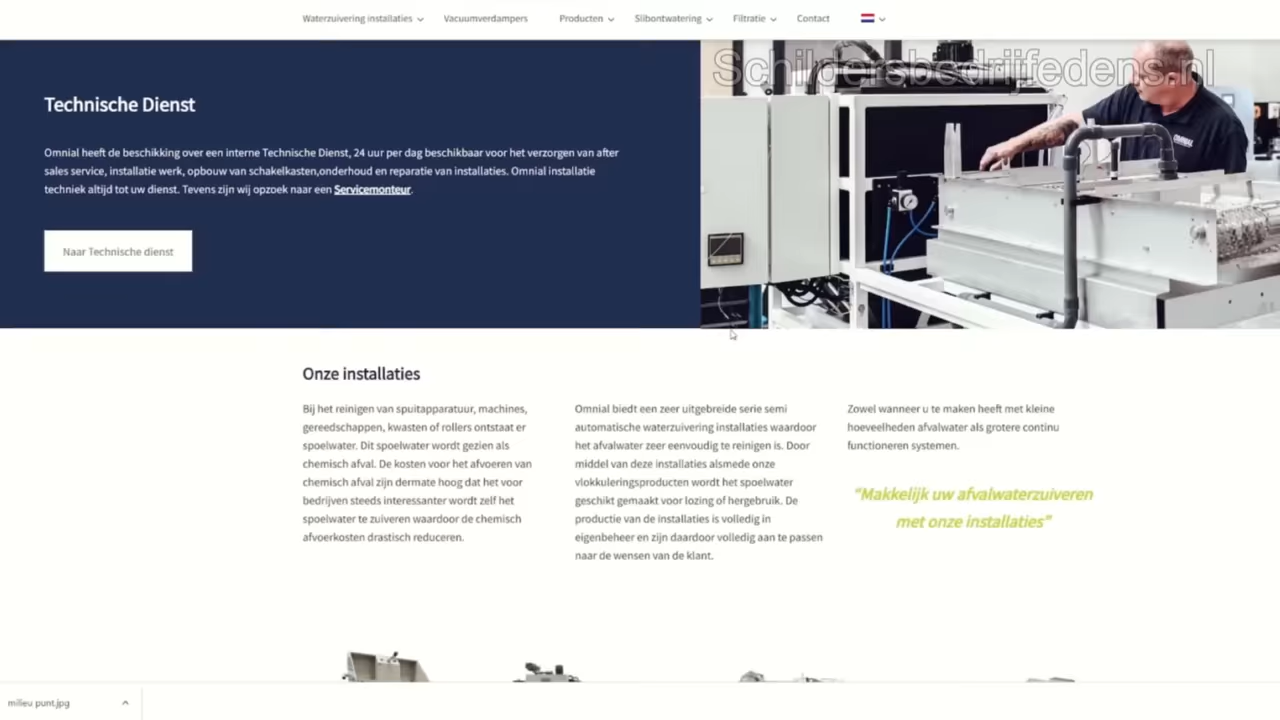 Waterzuivering installaties Vacuumverdampers Producten Slibontwatering Filtratie Contact
Schildersbedrijfedens.nl
Technische Dienst
Omnial heeft de beschikking over een interne Technische Dienst, 24 uur per dag beschikbaar voor het verzorgen van after
sales service, installatie werk, opbouw van schakelkasten,onderhoud en reparatie van installaties. Omnial installatie
techniek altijd tot uw dienst. Tevens zijn wij opzoek naar een Servicemonteur.
Naar Technische dienst
OMNIAL
Onze installaties
Bij het reinigen van spuitapparatuur, machines,
gereedschappen, kwasten of rollers ontstaat er
spoelwater. Dit spoelwater wordt gezien als
chemisch afval. De kosten voor het afvoeren van
chemisch afval zijn dermate hoog dat het voor
bedrijven steeds interessanter wordt zelf het
spoelwater te zuiveren waardoor de chemisch
afvoerkosten drastisch reduceren.
Omnial biedt een zeer uitgebreide serie semi
automatische waterzuivering installaties waardoor
het afvalwater zeer eenvoudig te reinigen is. Door
middel van deze installaties alsmede onze
vlokkuleringsproducten wordt het spoelwater
geschikt gemaakt voor lozing of hergebruik. De
productie van de installaties is volledig in
eigenbeheer en zijn daardoor volledig aan te passen
naar de wensen van de klant.
Zowel wanneer u te maken heeft met kleine
hoeveelheden afvalwater als grotere continu
functioneren systemen.
“Makkelijk uw afvalwaterzuiveren
met onze installaties”
milieu punt.jpg